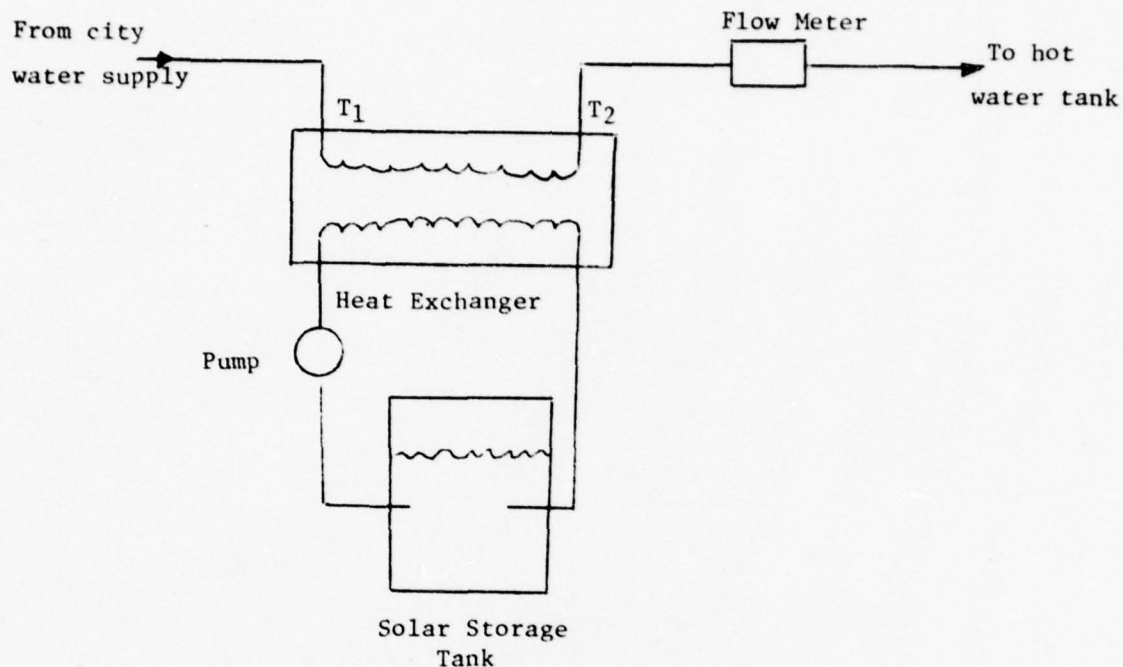 From city
water supply
Flow Meter
To hot
water tank
T1
T2
Heat Exchanger
Pump
Solar Storage
Tank